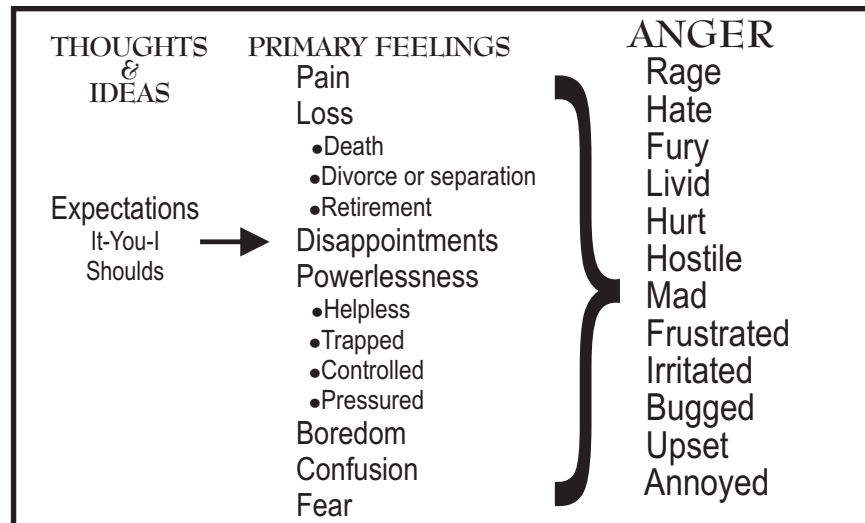 THOUGHTS
&
IDEAS
Expectations
It-You-I
Shoulds
PRIMARY FEELINGS
Pain
Loss
•Death
•Divorce or separation
•Retirement
Disappointments
Powerlessness
•Helpless
•Trapped
•Controlled
•Pressured
Boredom
Confusion
Fear
ANGER
Rage
Hate
Fury
Livid
Hurt
Hostile
Mad
Frustrated
Irritated
Bugged
Upset
Annoyed